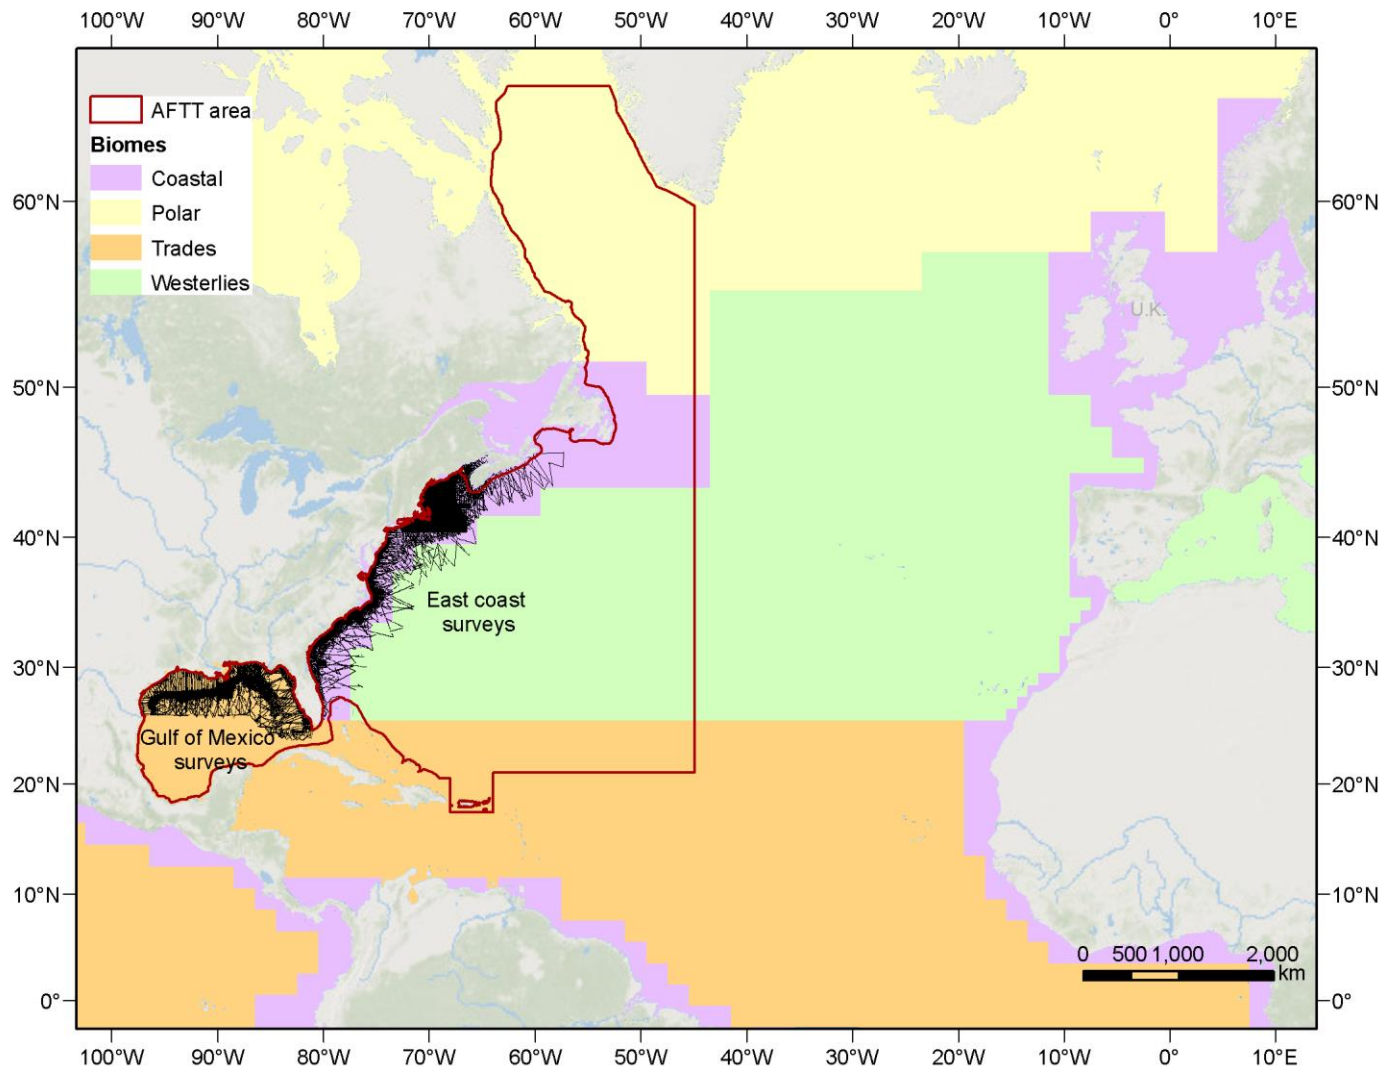 100°W 90°W 80°W 70°W 60°W 50°W 40°W 30°W 20°W 10°W 0° 10°E
AFTT area
Biomes
Coastal
Polar
Trades
Westerlies
60°N 60°N
U.K.
50°N 50°N
40°N 40°N
East coast
surveys
30°N 30°N
Gulf of Mexico
surveys
20°N 20°N
10°N 10°N
0 500 1,000 2,000
km
0° 0°
100°W 90°W 80°W 70°W 60°W 50°W 40°W 30°W 20°W 10°W 0° 10°E